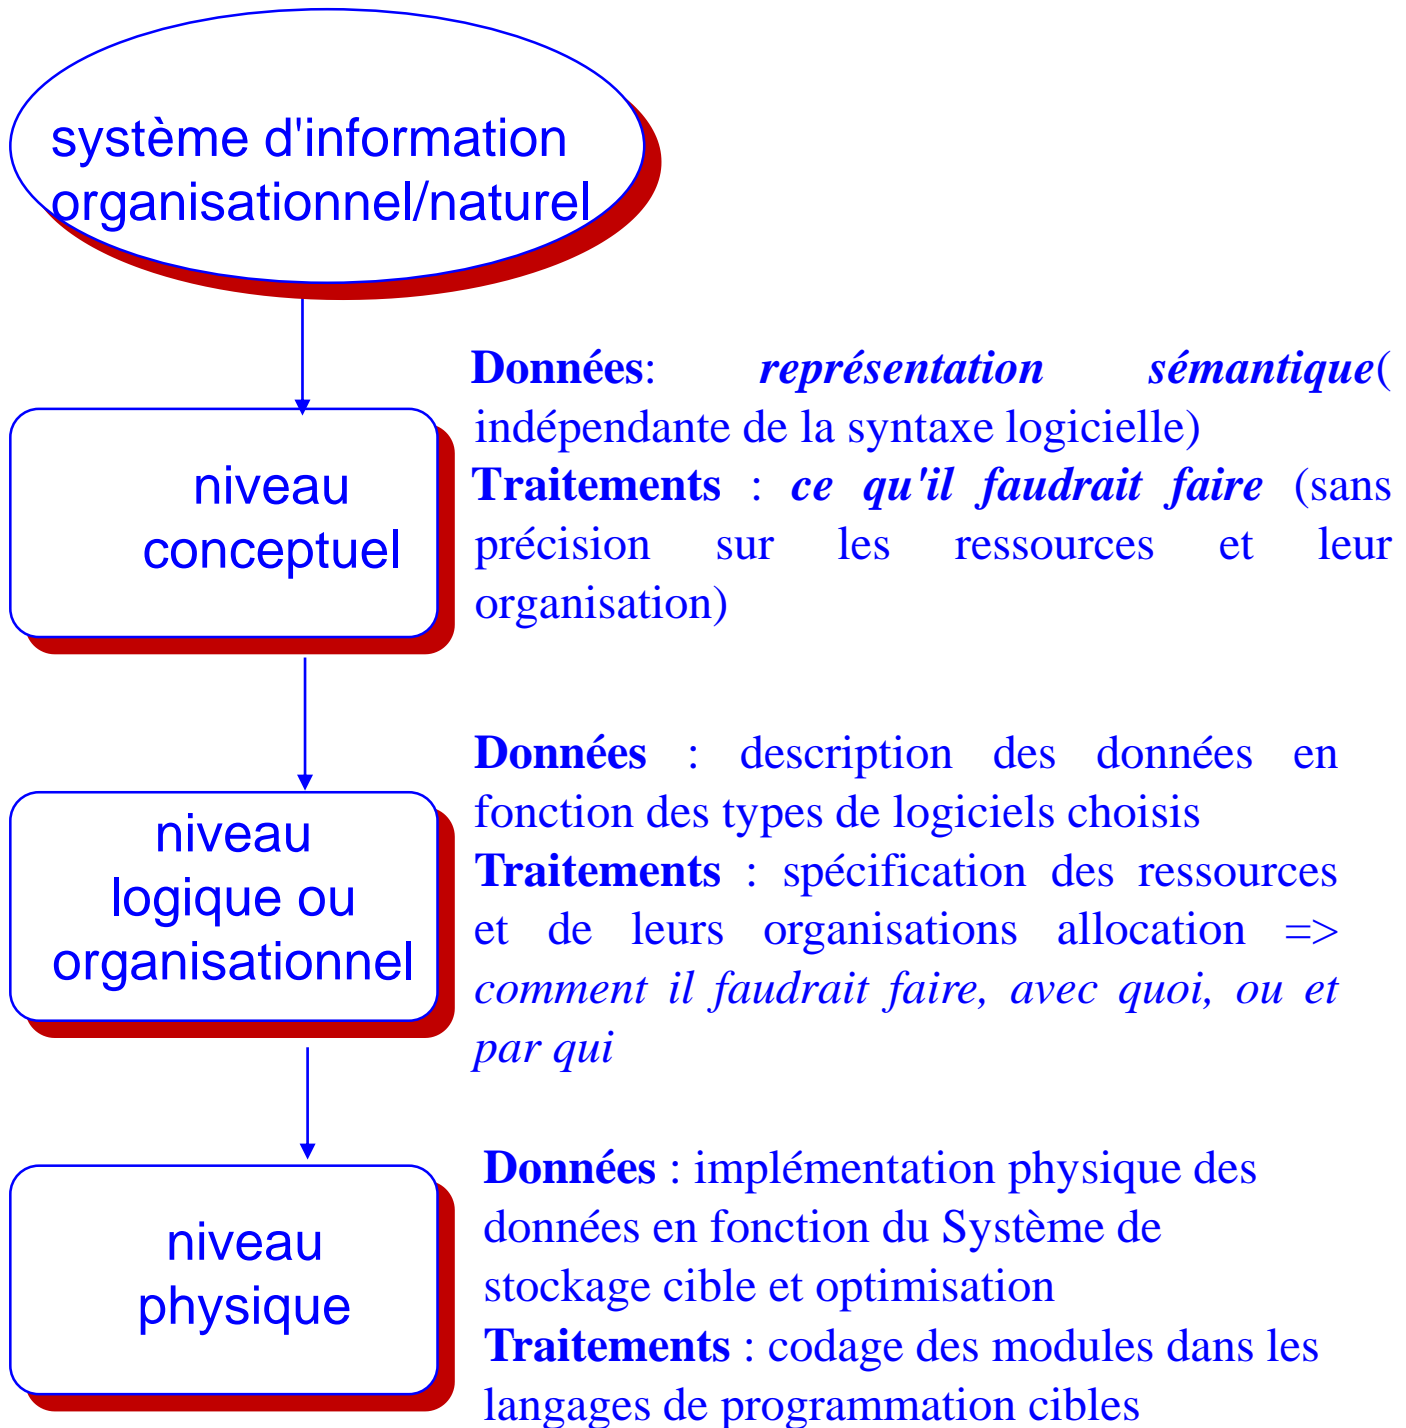 système d'information
organisationnel/naturel
niveau
conceptuel
Données: représentation sémantique(
indépendante de la syntaxe logicielle)
Traitements : ce qu'il faudrait faire (sans
précision sur les ressources et leur
organisation)
niveau
logique ou
organisationnel
Données : description des données en
fonction des types de logiciels choisis
Traitements : spécification des ressources
et de leurs organisations allocation =>
comment il faudrait faire, avec quoi, ou et
par qui
niveau
physique
Données : implémentation physique des
données en fonction du Système de
stockage cible et optimisation
Traitements : codage des modules dans les
langages de programmation cibles